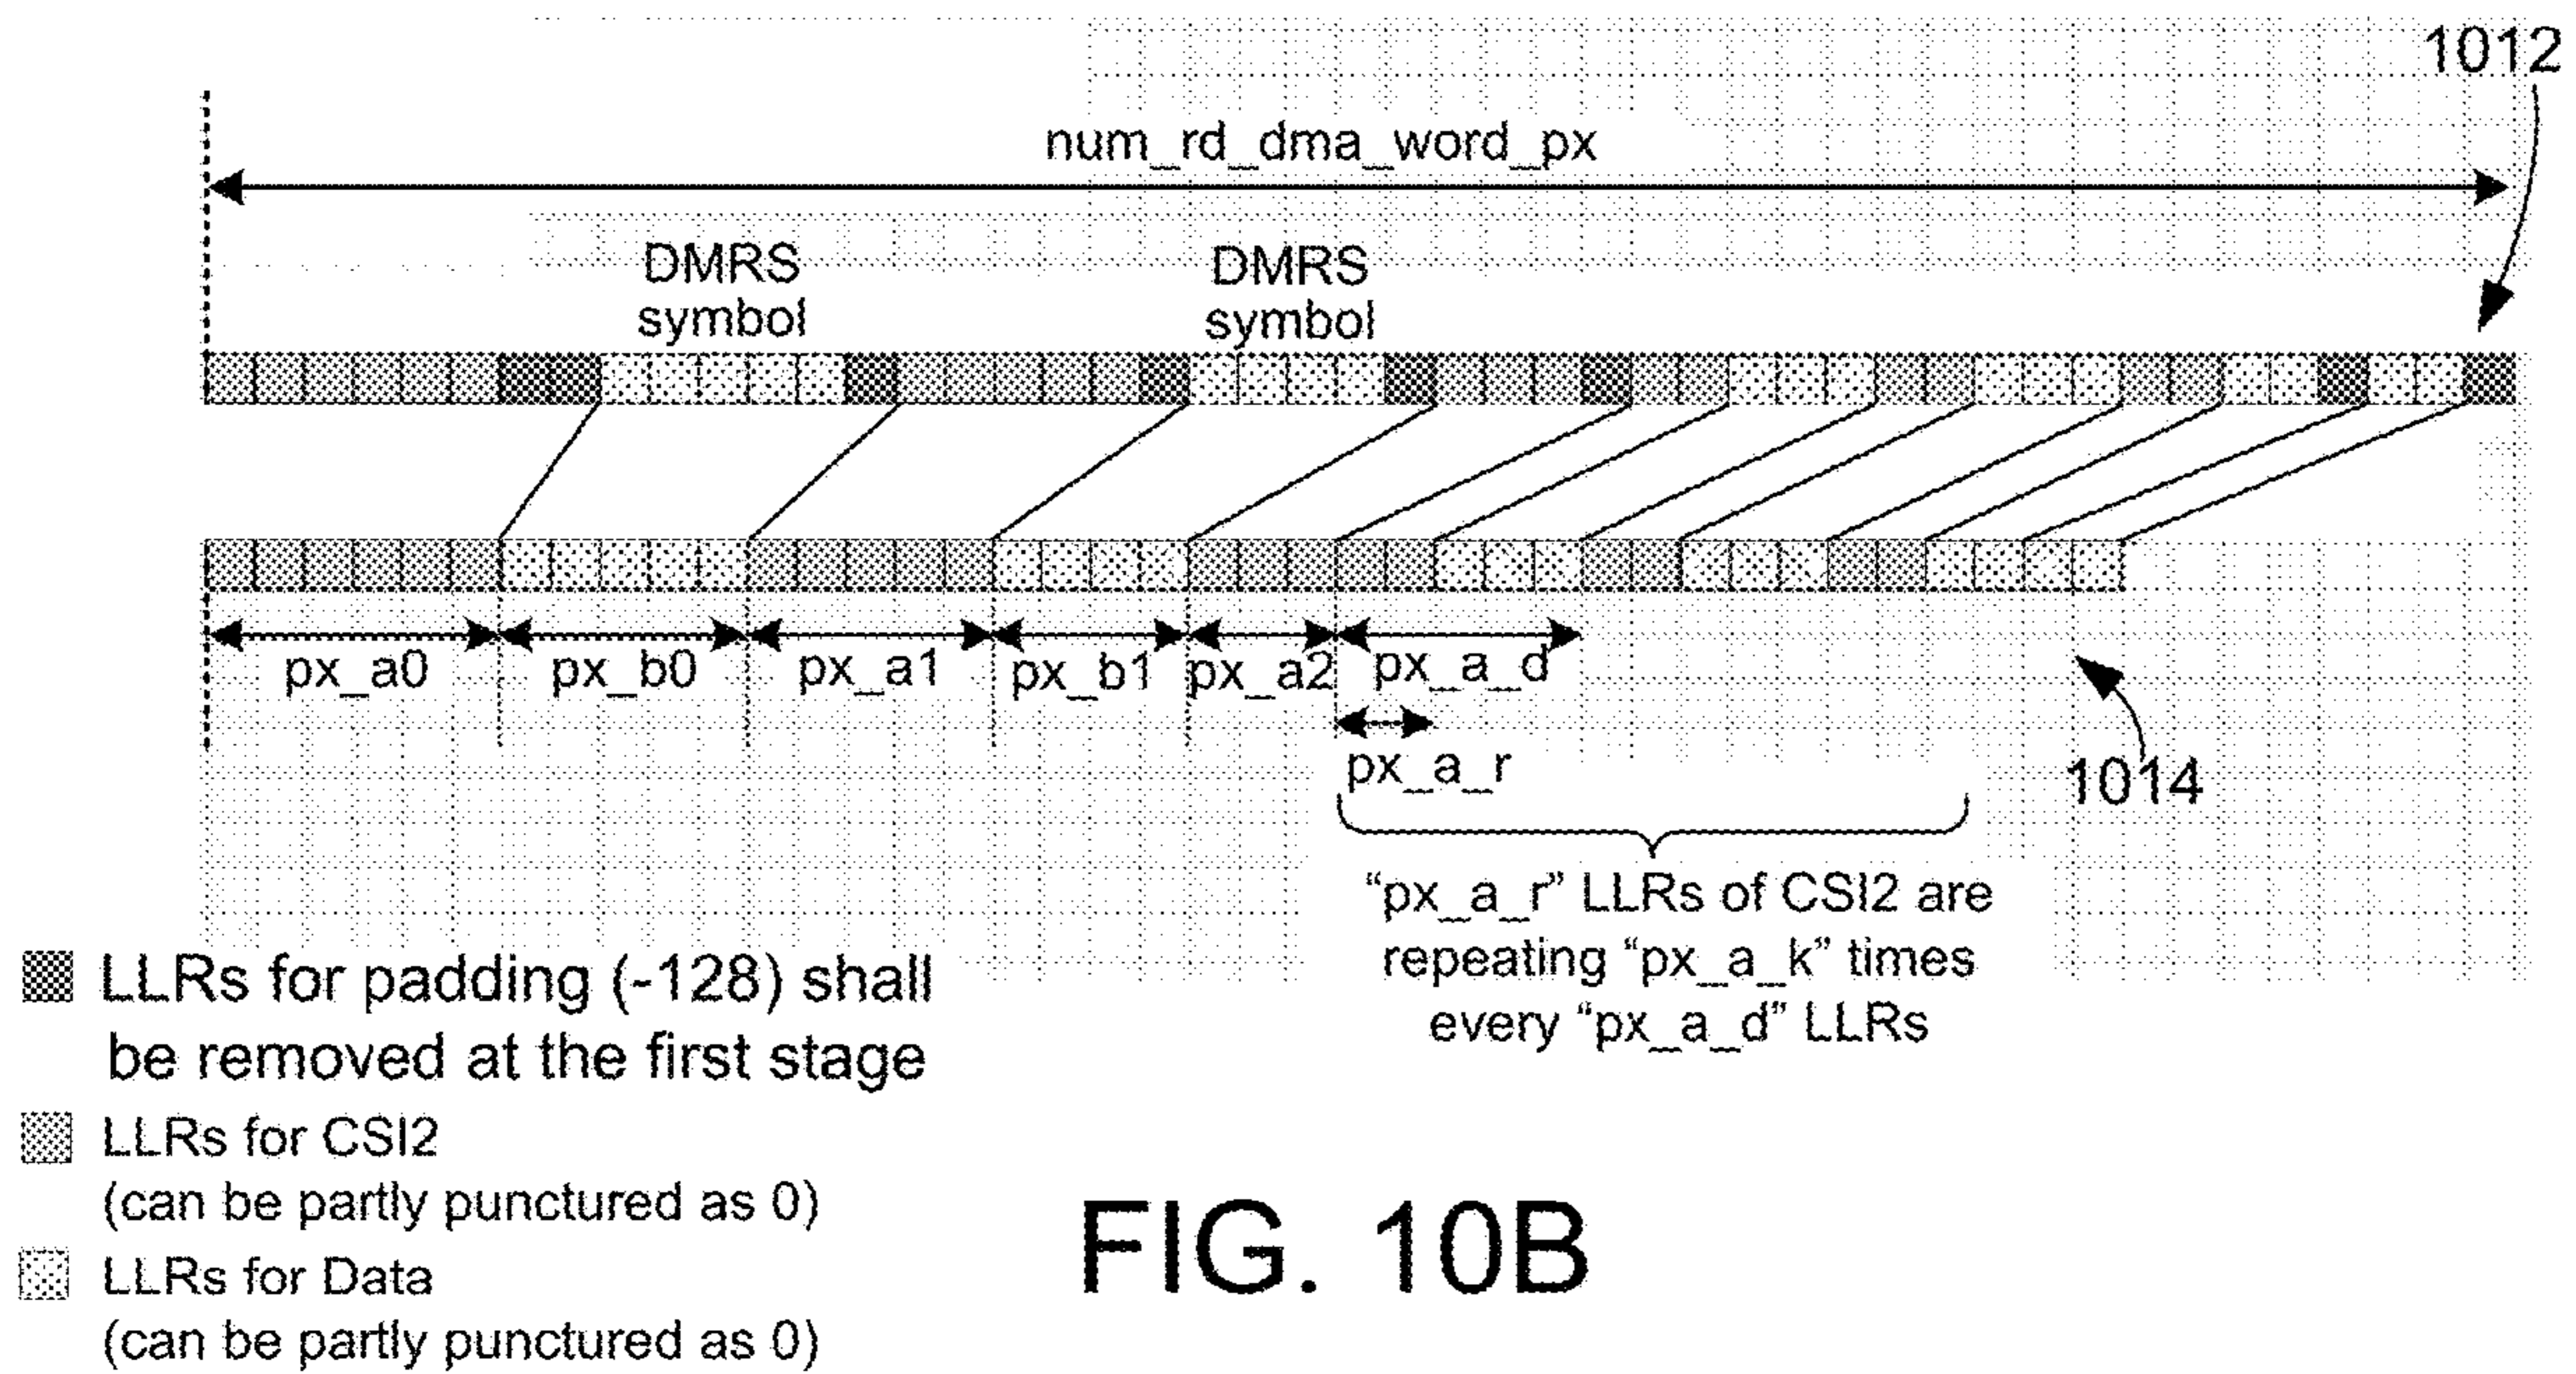 1012
num_rd_dma_word_px
DMRS
symbol
DMRS
symbol
px_a0
px_b0
px_a1
px_b1
px_a2
px_a_d
px_a_r
1014
“px_a_r” LLRs of CSI2 are
repeating “px_a_k” times
every “px_a_d” LLRs
LLRs for padding (-128) shall
be removed at the first stage
LLRs for CSI2
(can be partly punctured as 0)
LLRs for Data
(can be partly punctured as 0)
FIG. 10B